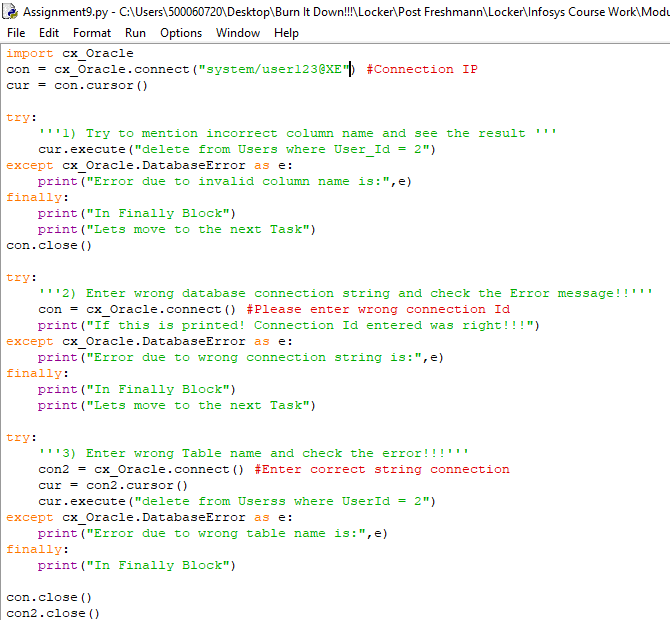 Assignment9.py - C:\Users\500060720\Desktop\Burn It Down!!!\Locker\Post Freshmann\Locker\Infosys Course Work\Modu
File Edit Format Run Options Window Help
import cx_Oracle
con = cx_Oracle.connect("system/user123@XE") #Connection IP
cur = con.cursor()
try:
'''1) Try to mention incorrect column name and see the result '''
cur.execute("delete from Users where User_Id = 2")
except cx_Oracle.DatabaseError as e:
print("Error due to invalid column name is:",e)
finally:
print("In Finally Block")
print("Lets move to the next Task")
con.close()
try:
'''2) Enter wrong database connection string and check the Error message!!'''
con = cx_Oracle.connect() #Please enter wrong connection Id
print("If this is printed! Connection Id entered was right!!!")
except cx_Oracle.DatabaseError as e:
print("Error due to wrong connection string is:",e)
finally:
print("In Finally Block")
print("Lets move to the next Task")
try:
'''3) Enter wrong Table name and check the error!!!'''
con2 = cx_Oracle.connect() #Enter correct string connection
cur = con2.cursor()
cur.execute("delete from Userss where UserId = 2")
except cx_Oracle.DatabaseError as e:
print("Error due to wrong table name is:",e)
finally:
print("In Finally Block")
con.close()
con2.close()